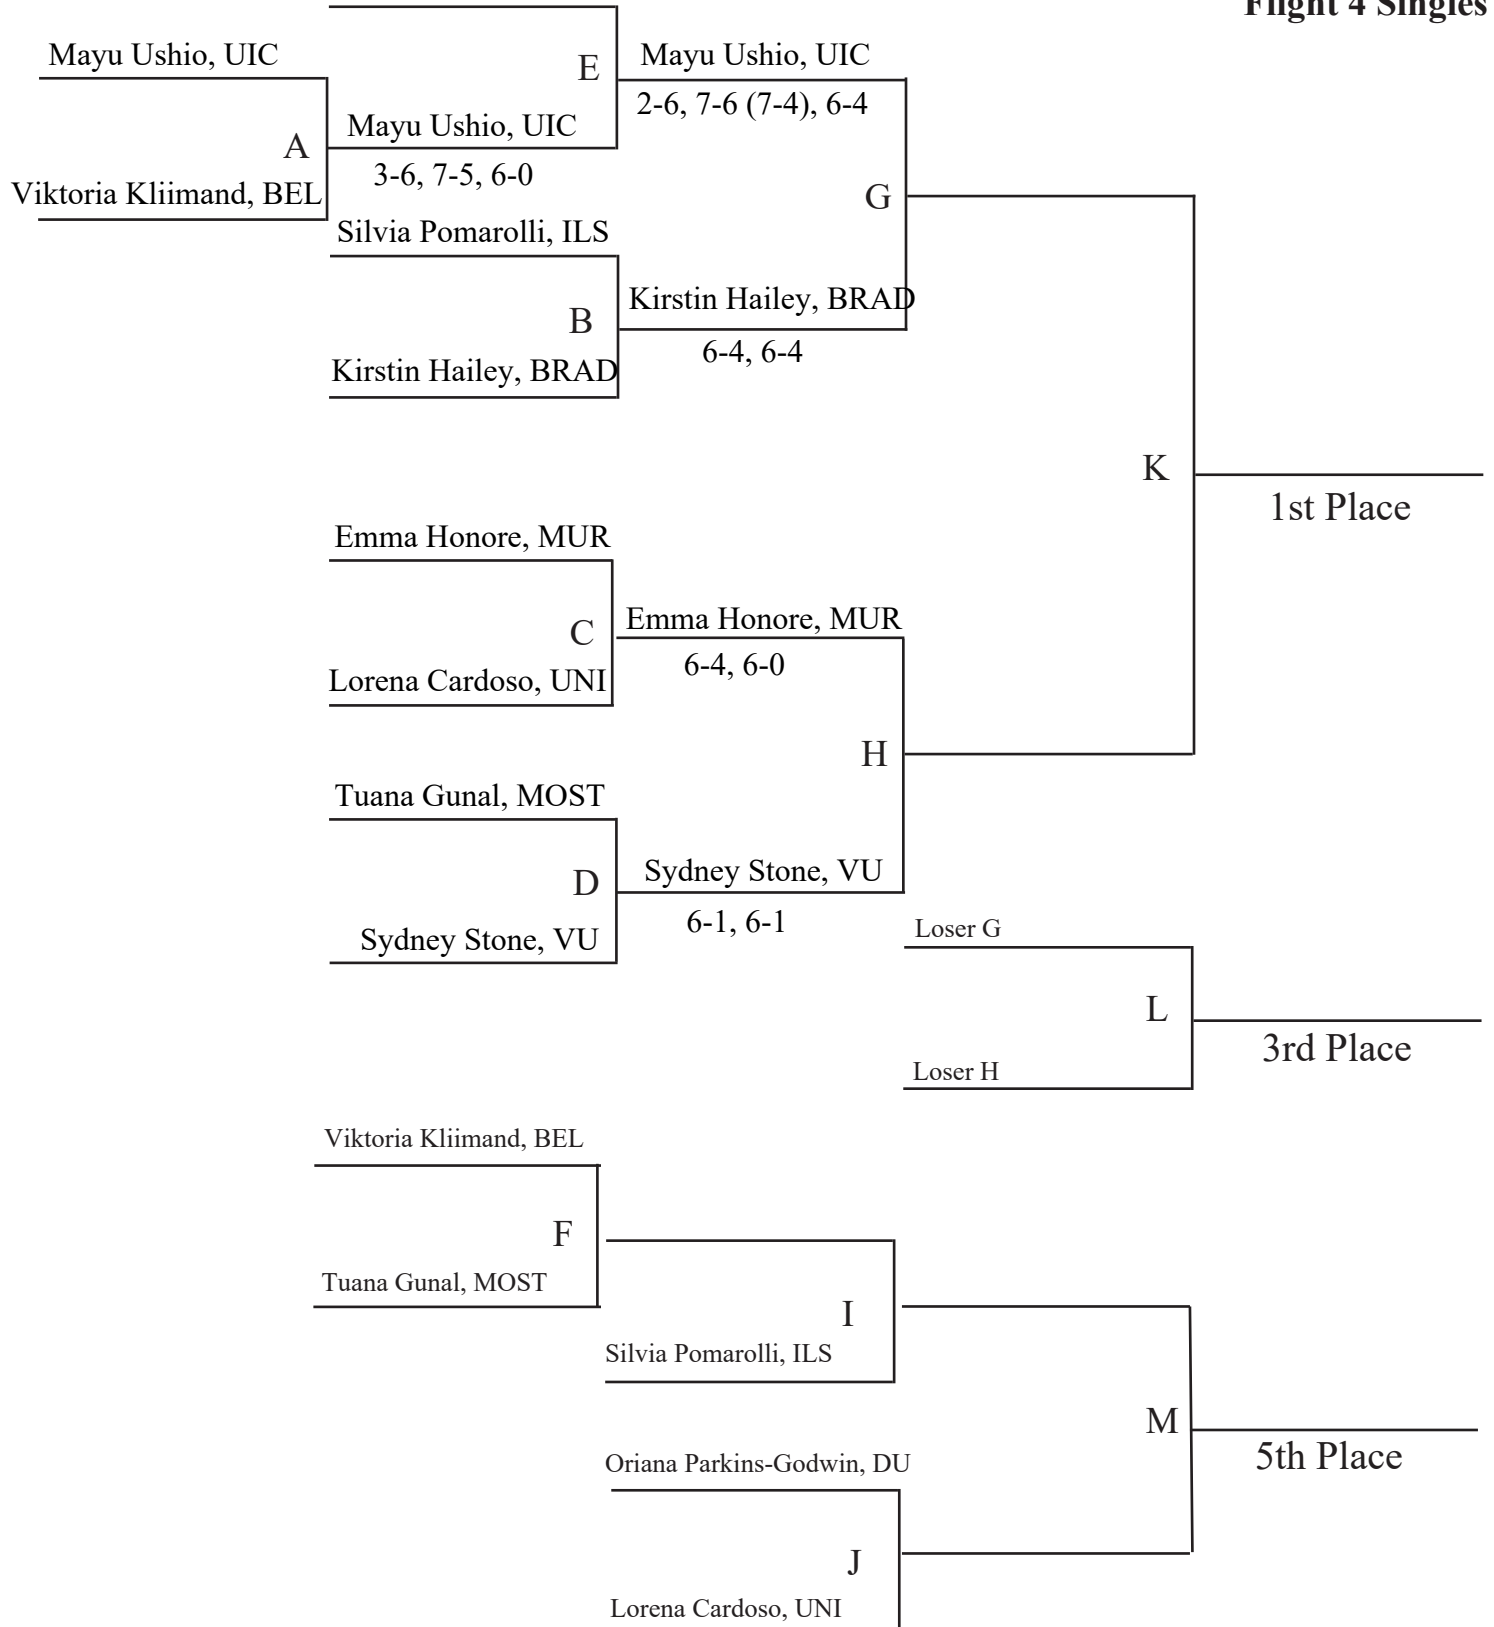 Flight 4 Singles
Mayu Ushio, UIC
E
Mayu Ushio, UIC
2-6, 7-6 (7-4), 6-4
A
Mayu Ushio, UIC
3-6, 7-5, 6-0
Viktoria Kliimand, BEL
G
Silvia Pomarolli, ILS
B
Kirstin Hailey, BRAD
6-4, 6-4
Kirstin Hailey, BRAD
K
1st Place
Emma Honore, MUR
C
Emma Honore, MUR
6-4, 6-0
Lorena Cardoso, UNI
H
Tuana Gunal, MOST
D
Sydney Stone, VU
6-1, 6-1
Sydney Stone, VU
Loser G
L
3rd Place
Loser H
Viktoria Kliimand, BEL
F
Tuana Gunal, MOST
I
Silvia Pomarolli, ILS
M
5th Place
Oriana Parkins-Godwin, DU
J
Lorena Cardoso, UNI